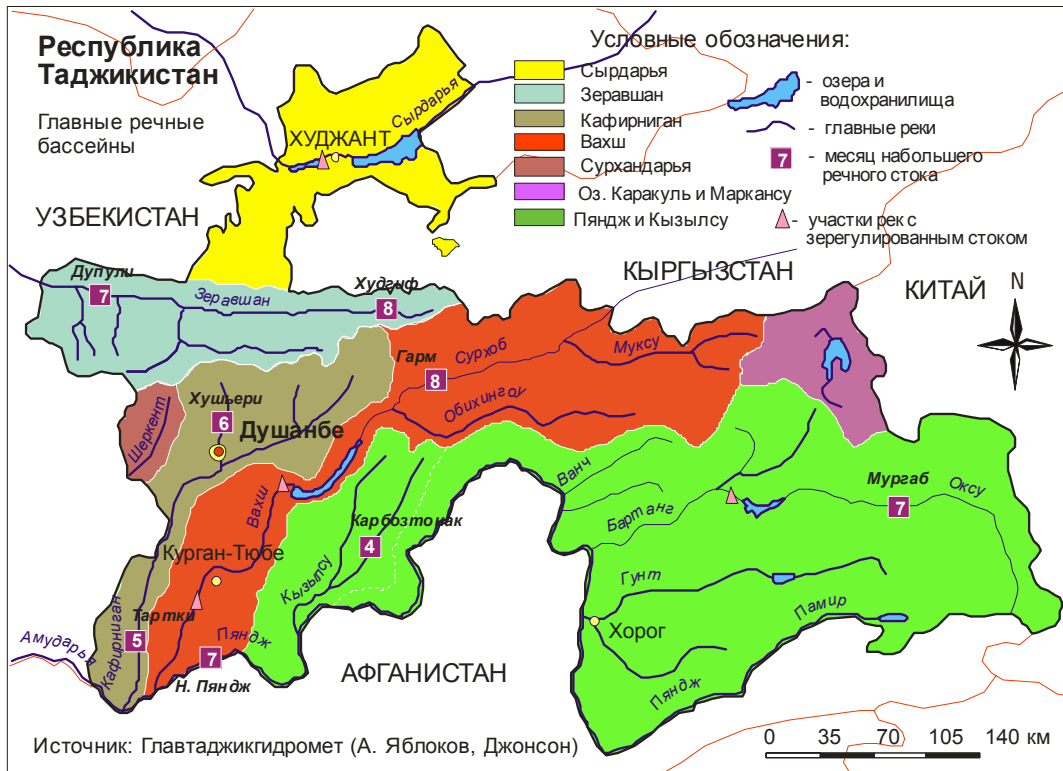 Республика
Таджикистан
Главные речные
бассейны
Условные обозначения:
Сырдарья
Зеравшан
Кафирниган
Вахш
Сурхандарья
Оз. Каракуль и Маркансу
Пяндж и Кызылсу
- озера и
водохранилища
- главные реки
7 - месяц набольшего
речного стока
- участки рек с
зерегулированным стоком
Сырдарья
ХУДЖАНТ
УЗБЕКИСТАН
КЫРГЫЗСТАН
КИТАЙ
N
Дупули
7
Зеравшан
Худгиф
8
Гарм
8
Сурхоб
Муксу
Обихингоу
Хушьери
6
Душанбе
Шеркент
Вахш
Ванч
Бартанг
Мургаб
7
Оксу
Карбозтонак
4
Курган-Тюбе
Кызылсу
Гунт
Памир
Хорог
Тартки
5
Кафирниган
Амударья
Пяндж
7
Н. Пяндж
АФГАНИСТАН
Пяндж
Источник: Главтаджикгидромет (А. Яблоков, Джонсон)
0 35 70 105 140 км